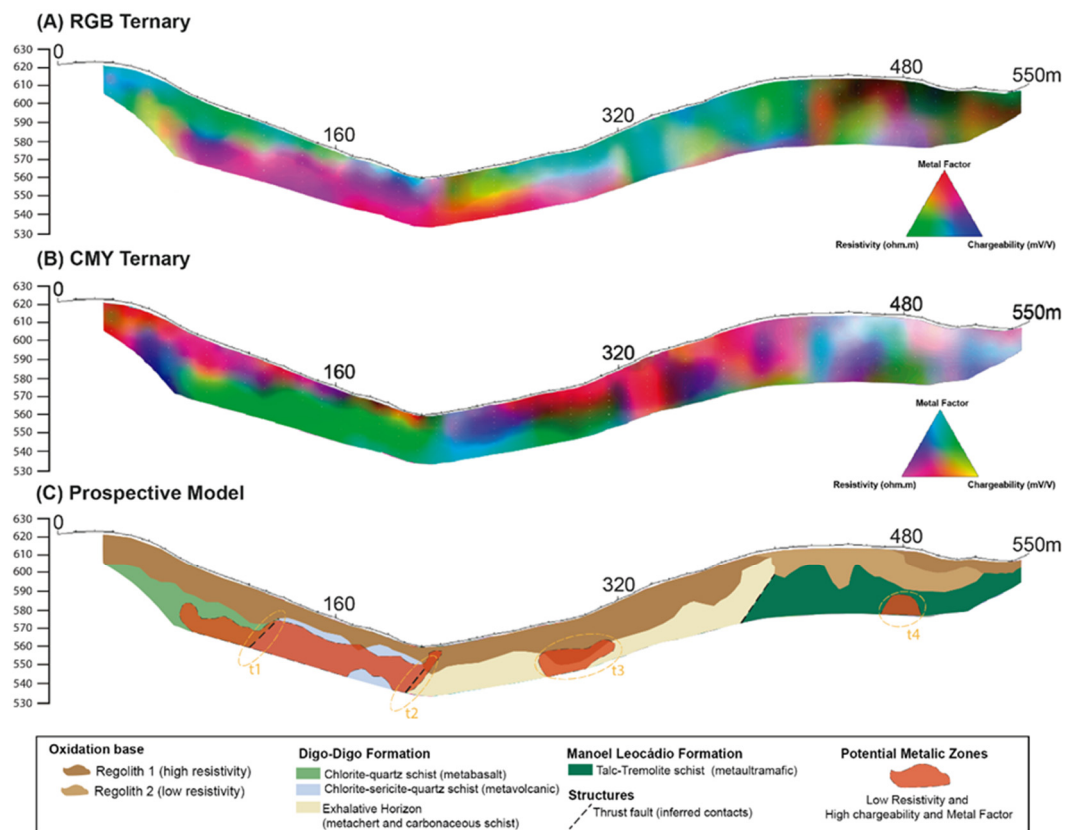 (A) RGB Ternary
630
620
610
600
590
580
570
560
550
540
530
0
160
320
480
550m
Metal Factor
Resistivity (ohm.m)
Chargeability (mV/V)
(B) CMY Ternary
630
620
610
600
590
580
570
560
550
540
530
0
160
320
480
550m
Metal Factor
Resistivity (ohm.m)
Chargeability (mV/V)
(C) Prospective Model
630
620
610
600
590
580
570
560
550
540
530
0
160
320
480
550m
t1
t2
t3
t4
Oxidation base
Regolith 1 (high resistivity)
Regolith 2 (low resistivity)
Digo-Digo Formation
Chlorite-quartz schist (metabasalt)
Chlorite-sericite-quartz schist (metavolcanic)
Exhalative Horizon
(metachert and carbonaceous schist)
Manoel Leocádio Formation
Talc-Tremolite schist (metaultramafic)
Structures
Thrust fault (inferred contacts)
Potential Metalic Zones
Low Resistivity and
High chargeability and Metal Factor